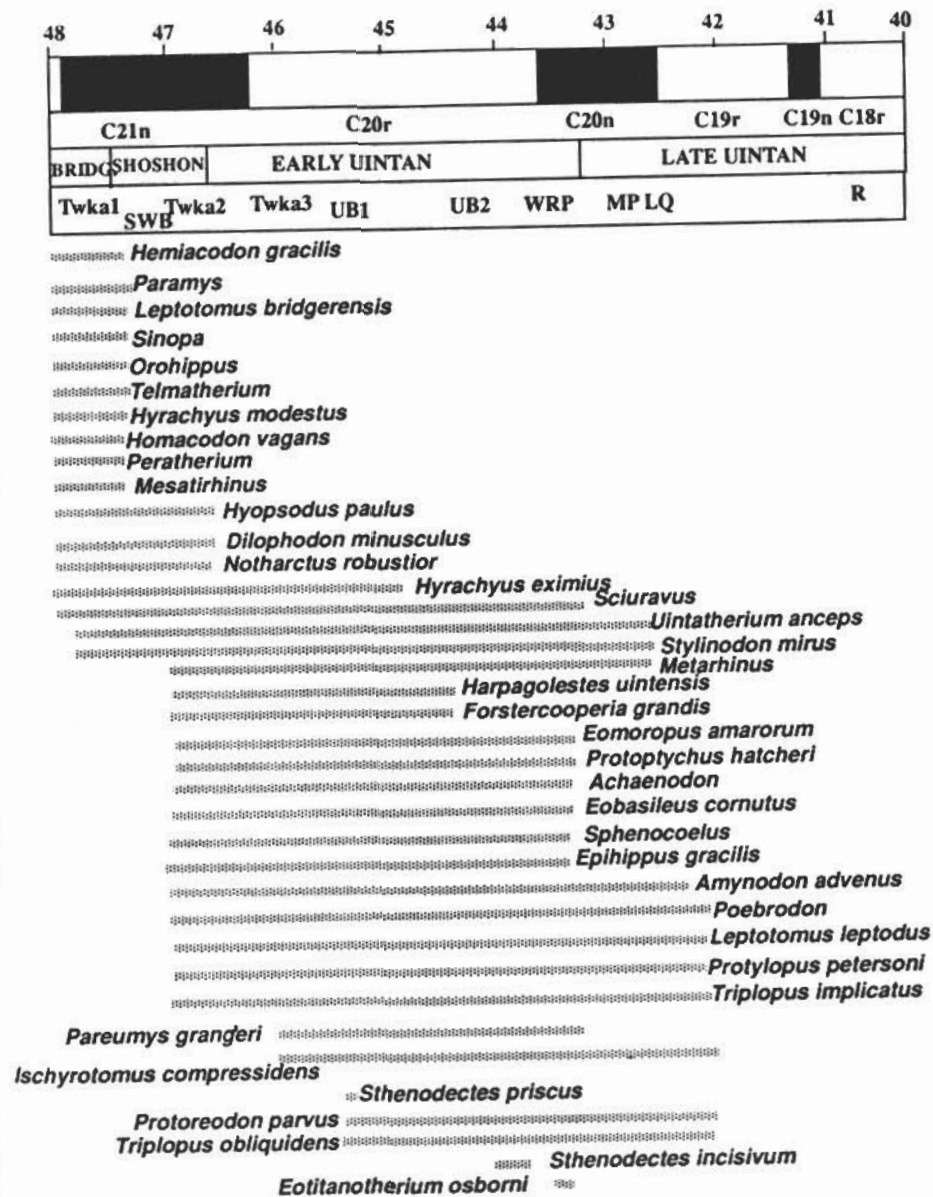 48 47 46 45 44 43 42 41 40
C21n C20r C20n C19r C19n C18r
BRIDG SHOSHON EARLY UINTAN LATE UINTAN
Twka1 SWB Twka2 Twka3 UB1 UB2 WRP MP LQ R
Hemiacodon gracilis
Paramys
Leptotomus bridgerensis
Sinopa
Orohippus
Telmatherium
Hyrachyus modestus
Homacodon vagans
Peratherium
Mesatirhinus
Hyopsodus paulus
Dilophodon minusculus
Notharctus robustior
Hyrachyus eximius
Sciuravus
Uintatherium anceps
Stylinodon mirus
Metarhinus
Harpagolestes uintensis
Forstercooperia grandis
Eomoropus amarorum
Protoptychus hatcheri
Achaenodon
Eobasileus cornutus
Sphenocoelus
Epihippus gracilis
Amynodon advenus
Poebrodon
Leptotomus leptodus
Protylopus petersoni
Triplopus implicatus
Pareumys grangeri
Ischyrotomus compressidens
Sthenodectes priscus
Protoreodon parvus
Triplopus obliquidens
Sthenodectes incisivum
Eotitanotherium osborni